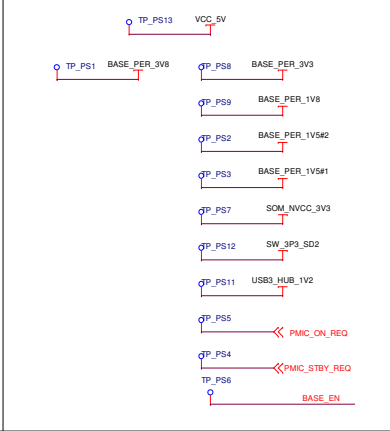 TP_PS13 VCC_5V
TP_PS1 BASE_PER_3V8 TP_PS8 BASE_PER_3V3
TP_PS9 BASE_PER_1V8
TP_PS2 BASE_PER_1V5#2
TP_PS3 BASE_PER_1V5#1
TP_PS7 SOM_NVCC_3V3
TP_PS12 SW_3P3_SD2
TP_PS11 USB3_HUB_1V2
TP_PS5
PMIC_ON_REQ
TP_PS4
PMIC_STBY_REQ
TP_PS6
BASE_EN